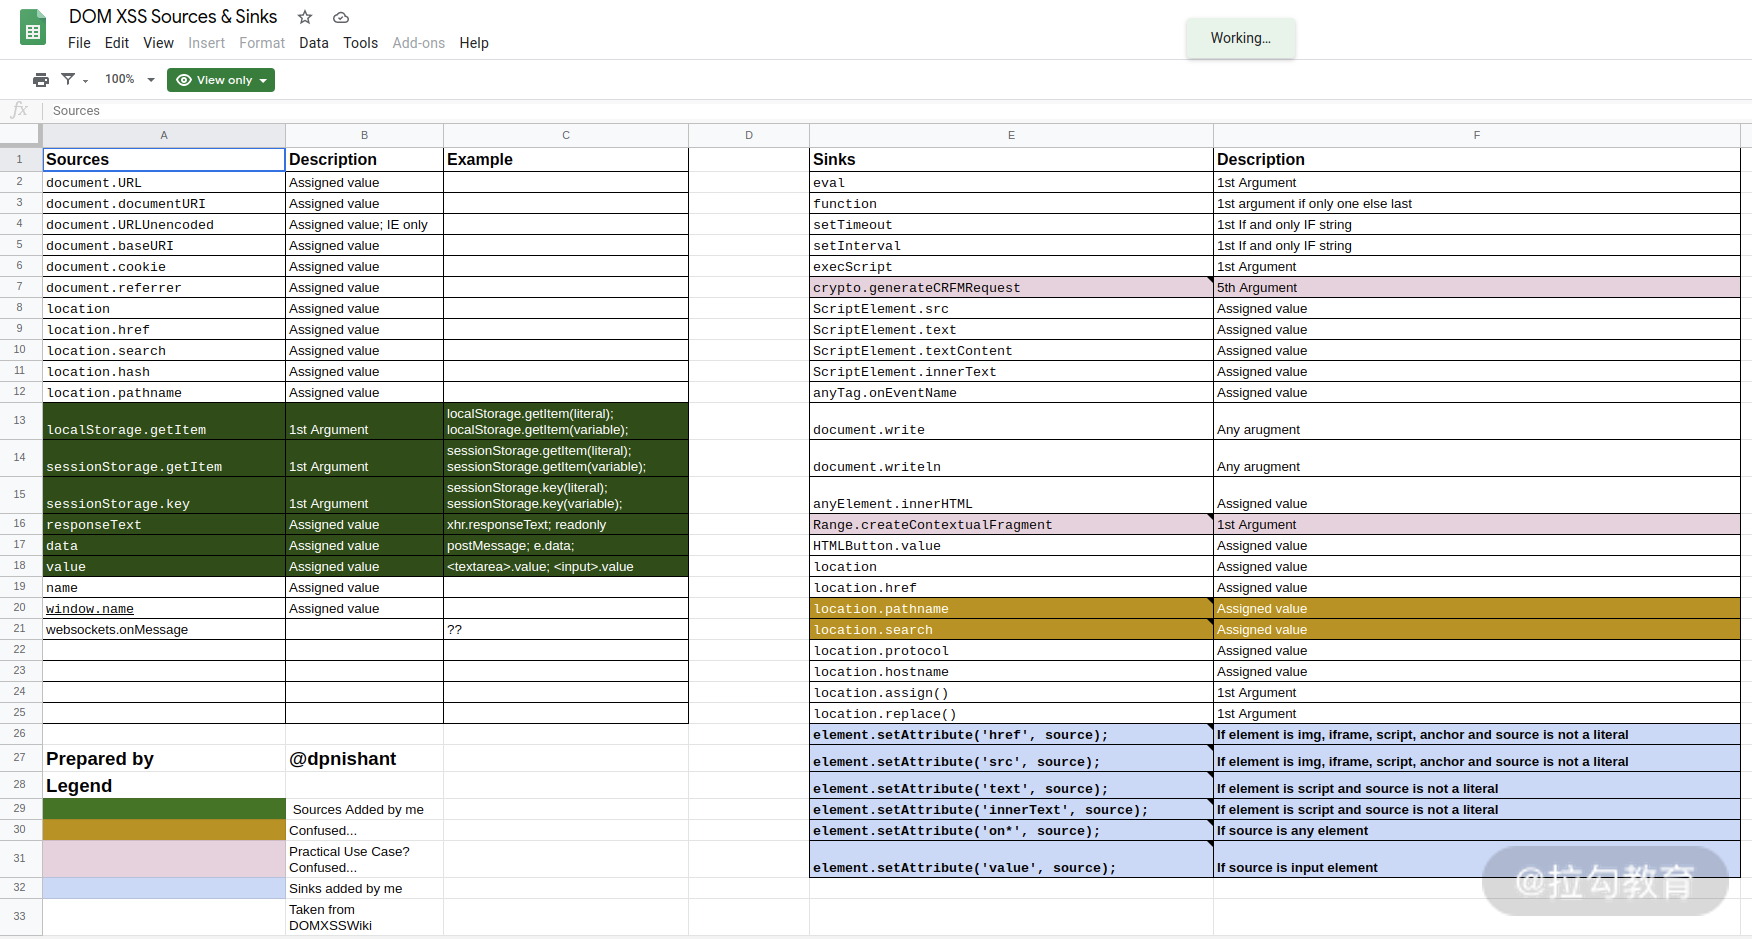 DOM XSS Sources & Sinks
File Edit View Insert Format Data Tools Add-ons Help
Working...
100% View only
fx Sources
A B C D E F
1 Sources Description Example Sinks Description
2 document.URL Assigned value eval 1st Argument
3 document.documentURI Assigned value function 1st argument if only one else last
4 document.URLUnencoded Assigned value; IE only setTimeout 1st If and only IF string
5 document.baseURI Assigned value setInterval 1st If and only IF string
6 document.cookie Assigned value execScript 1st Argument
7 document.referrer Assigned value crypto.generateCRFMRequest 5th Argument
8 location Assigned value ScriptElement.src Assigned value
9 location.href Assigned value ScriptElement.text Assigned value
10 location.search Assigned value ScriptElement.textContent Assigned value
11 location.hash Assigned value ScriptElement.innerText Assigned value
12 location.pathname Assigned value anyTag.onEventName Assigned value
localStorage.getItem(literal);
13 localStorage.getItem 1st Argument localStorage.getItem(variable); document.write Any arugment
sessionStorage.getItem(literal);
14 sessionStorage.getItem 1st Argument sessionStorage.getItem(variable); document.writeln Any arugment
sessionStorage.key(literal);
15 sessionStorage.key 1st Argument sessionStorage.key(variable); anyElement.innerHTML Assigned value
16 responseText Assigned value xhr.responseText; readonly Range.createContextualFragment 1st Argument
17 data Assigned value postMessage; e.data; HTMLButton.value Assigned value
18 value Assigned value <textarea>.value; <input>.value location Assigned value
19 name Assigned value location.href Assigned value
20 window.name Assigned value location.pathname Assigned value
21 websockets.onMessage ?? location.search Assigned value
22 location.protocol Assigned value
23 location.hostname Assigned value
24 location.assign() 1st Argument
25 location.replace() 1st Argument
26 element.setAttribute('href', source); If element is img, iframe, script, anchor and source is not a literal
27 Prepared by @dpnishant element.setAttribute('src', source); If element is img, iframe, script, anchor and source is not a literal
28 Legend element.setAttribute('text', source); If element is script and source is not a literal
29 Sources Added by me element.setAttribute('innerText', source); If element is script and source is not a literal
30 Confused... element.setAttribute('on*', source); If source is any element
Practical Use Case?
31 Confused... element.setAttribute('value', source); If source is input element
32 Sinks added by me
Taken from
33 DOMXSSWiki
@拉勾教育